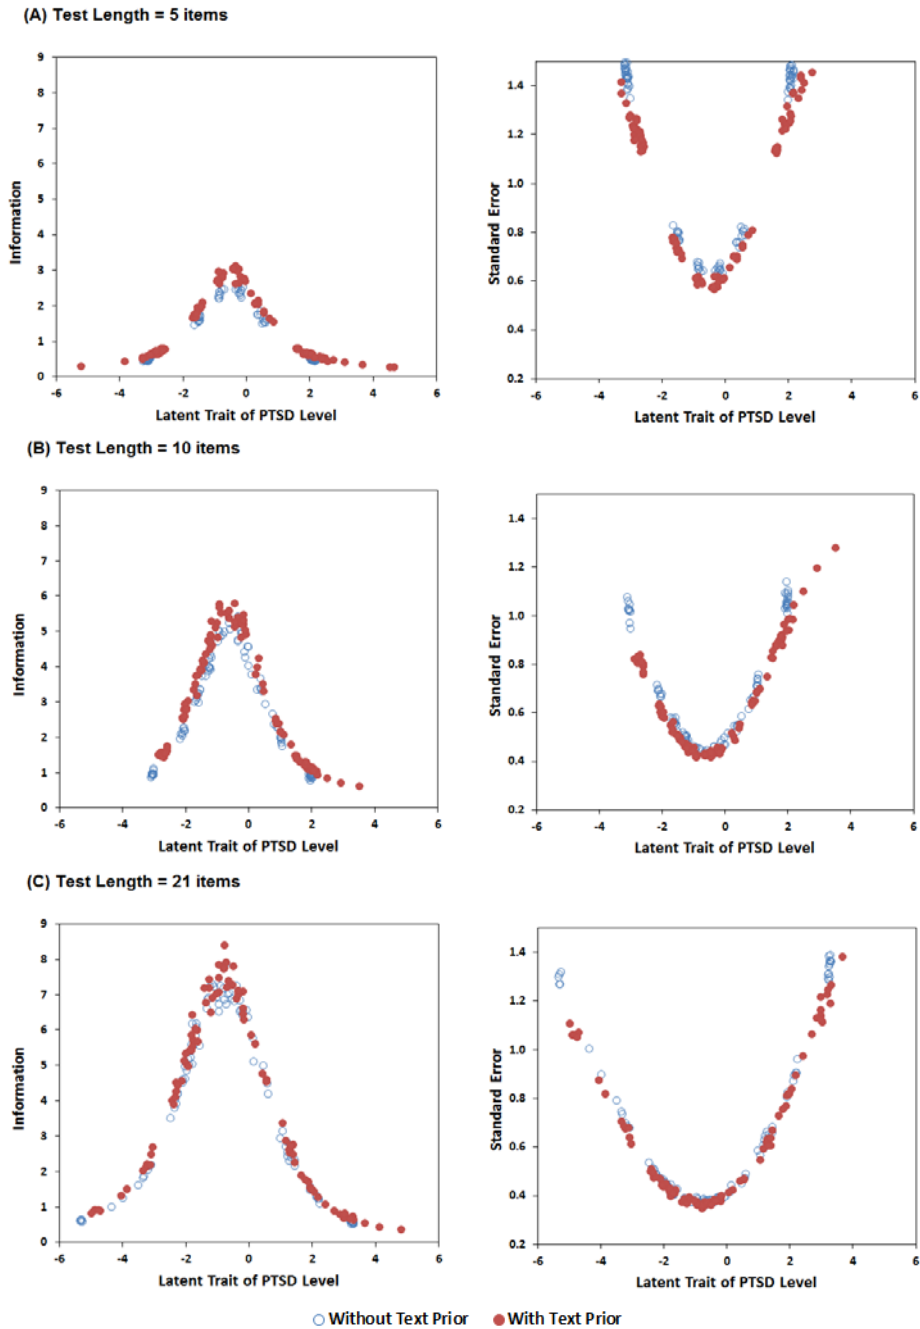 (A) Test Length = 5 items
9
8
7
6
5
4
3
2
1
0
Information
-6 -4 -2 0 2 4 6
Latent Trait of PTSD Level
1.4
1.2
1.0
0.8
0.6
0.4
0.2
Standard Error
-6 -4 -2 0 2 4 6
Latent Trait of PTSD Level
(B) Test Length = 10 items
9
8
7
6
5
4
3
2
1
0
Information
-6 -4 -2 0 2 4 6
Latent Trait of PTSD Level
1.4
1.2
1.0
0.8
0.6
0.4
0.2
Standard Error
-6 -4 -2 0 2 4 6
Latent Trait of PTSD Level
(C) Test Length = 21 items
9
8
7
6
5
4
3
2
1
0
Information
-6 -4 -2 0 2 4 6
Latent Trait of PTSD Level
1.4
1.2
1.0
0.8
0.6
0.4
0.2
Standard Error
-6 -4 -2 0 2 4 6
Latent Trait of PTSD Level
Without Text Prior With Text Prior